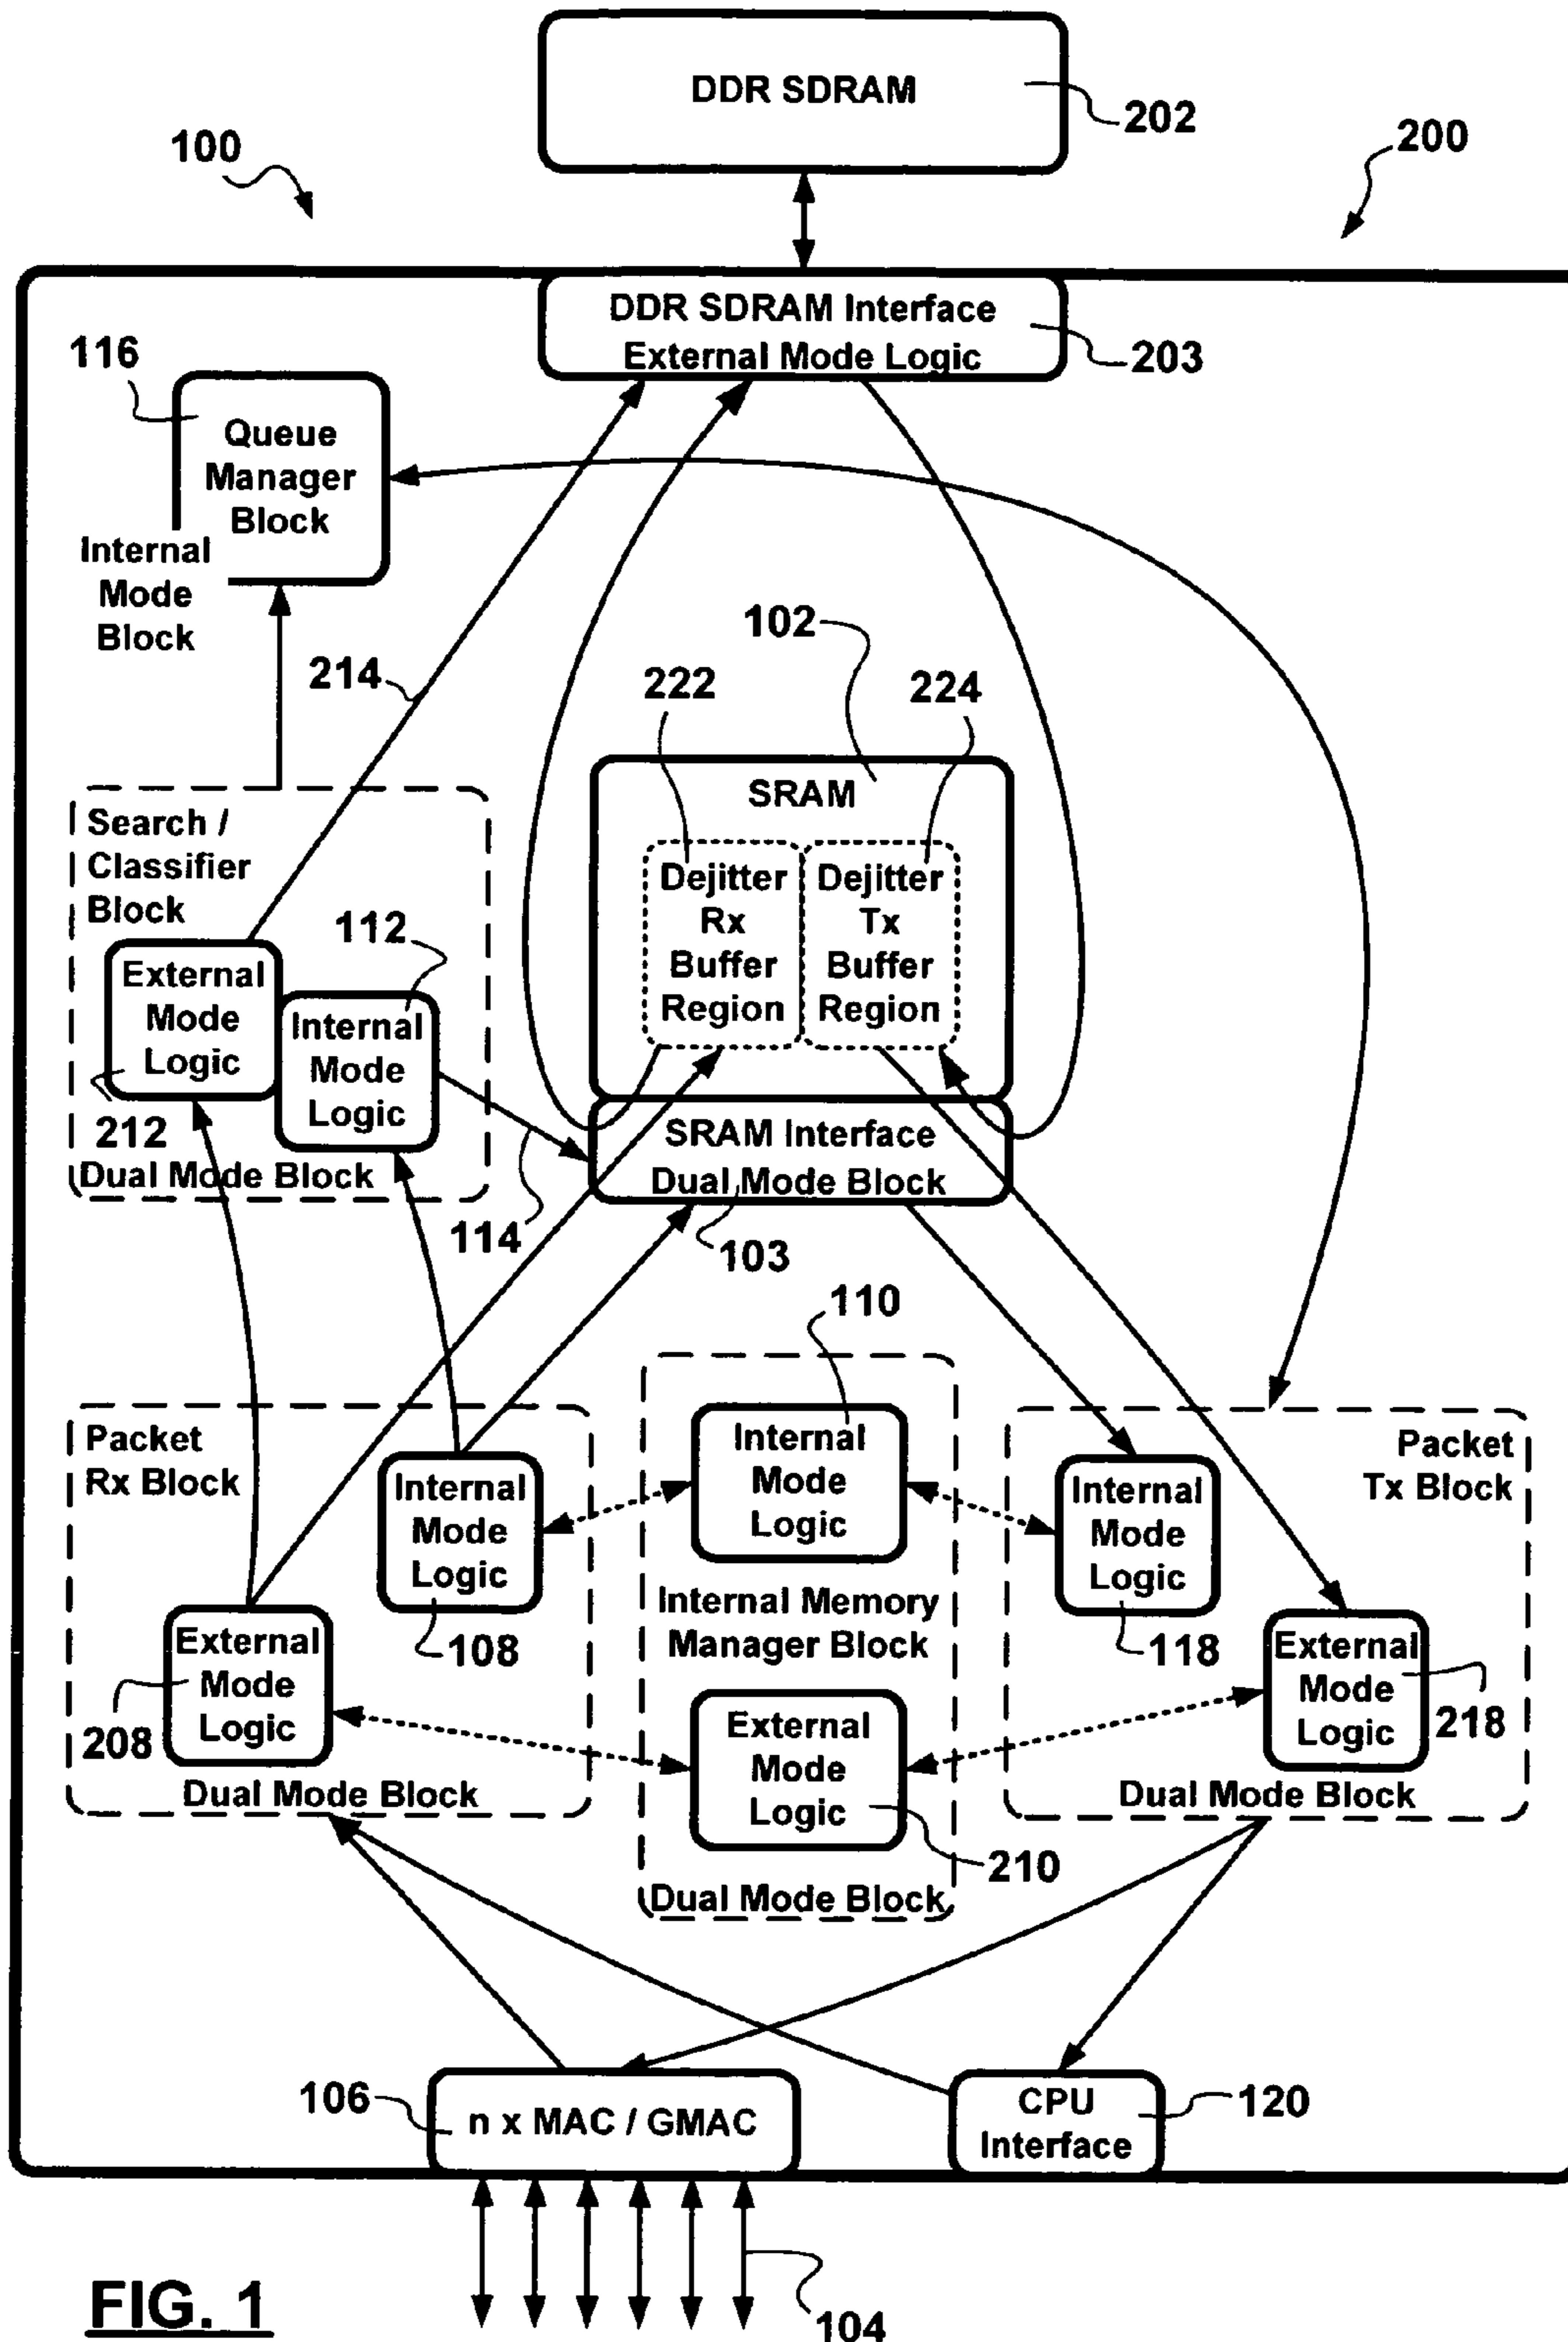 DDR SDRAM
202
100
200
DDR SDRAM Interface
External Mode Logic
203
116
Queue
Manager
Block
Internal
Mode
Block
102
214
222
224
SRAM
Search /
Classifier
Block
Dejitter
Rx
Buffer
Region
Dejitter
Tx
Buffer
Region
112
External
Mode
Logic
Internal
Mode
Logic
212
Dual Mode Block
SRAM Interface
Dual Mode Block
114
103
110
Packet
Rx Block
Internal
Mode
Logic
108
Internal
Mode
Logic
Packet
Tx Block
Internal
Mode
Logic
118
Internal Memory
Manager Block
External
Mode
Logic
208
External
Mode
Logic
218
External
Mode
Logic
210
Dual Mode Block
Dual Mode Block
Dual Mode Block
106
n x MAC / GMAC
CPU
Interface
120
104
FIG. 1